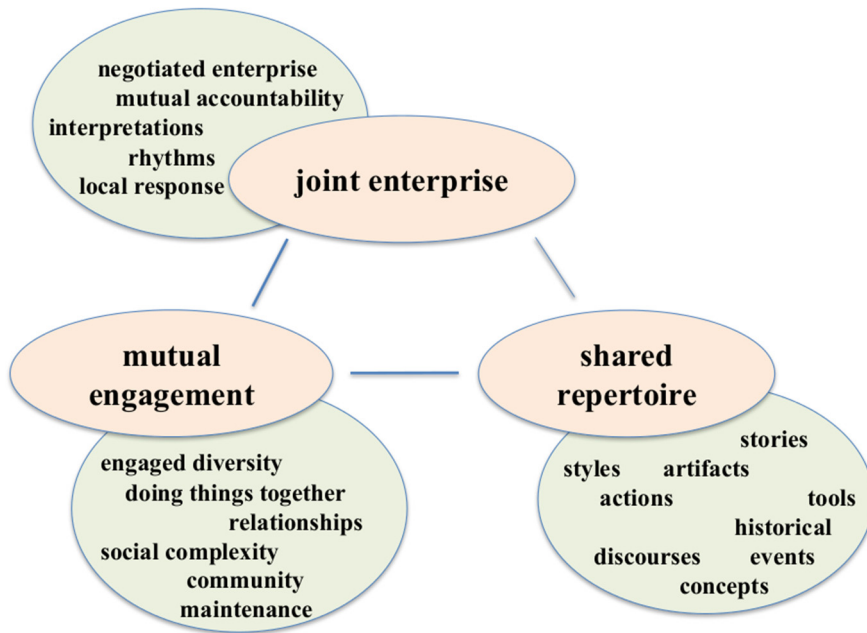 negotiated enterprise
mutual accountability
interpretations
rhythms
local response
joint enterprise
mutual
engagement
engaged diversity
doing things together
relationships
social complexity
community
maintenance
shared
repertoire
stories
styles artifacts
actions tools
historical
discourses events
concepts